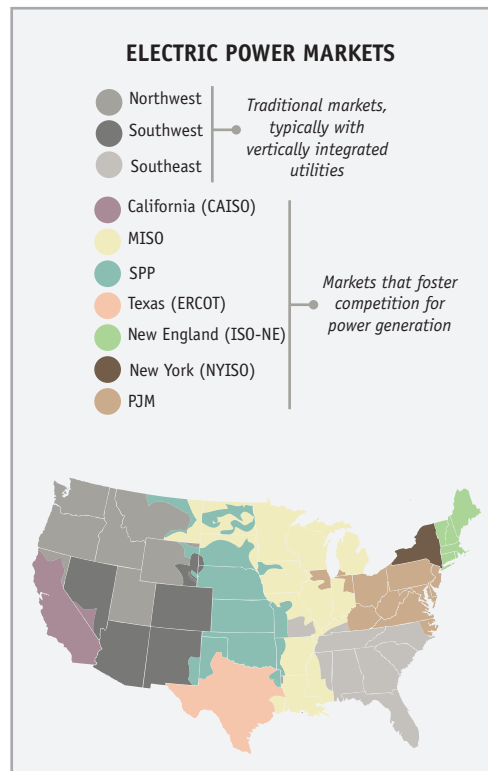 ELECTRIC POWER MARKETS
Northwest
Southwest
Southeast
Traditional markets,
typically with
vertically integrated
utilities
California (CAISO)
MISO
SPP
Texas (ERCOT)
New England (ISO-NE)
New York (NYISO)
PJM
Markets that foster
competition for
power generation